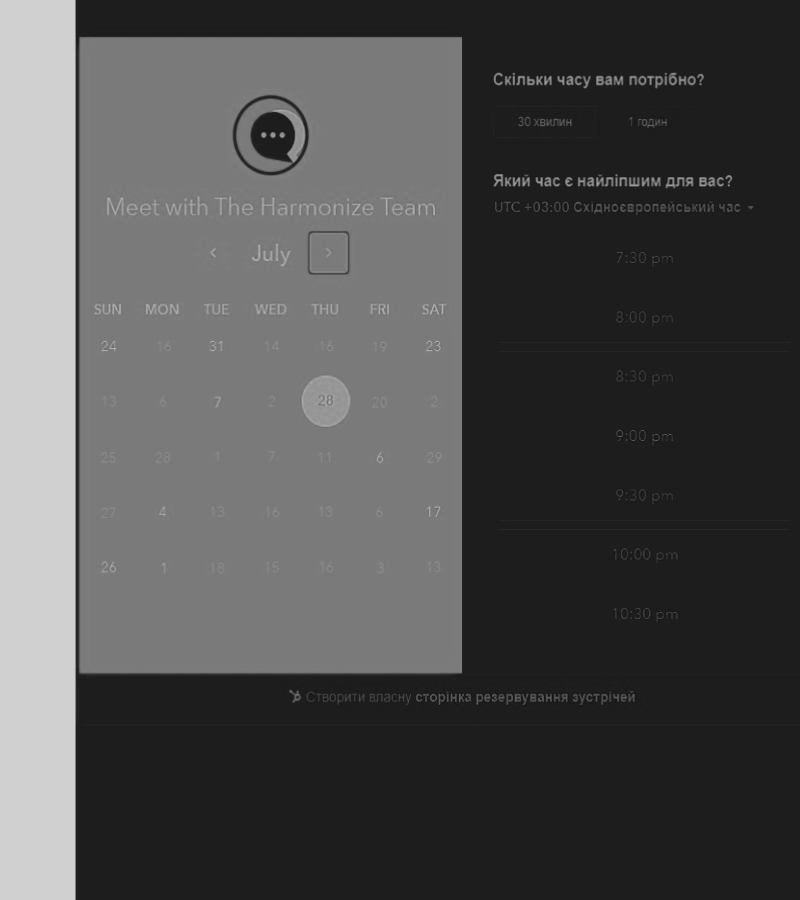 Meet with The Harmonize Team
July
SUN MON TUE WED THU FRI SAT
24 16 31 14 16 19 23
13 6 7 2 28 20 2
25 28 1 7 11 6 29
27 4 13 16 13 6 17
26 1 18 15 16 3 13
Скільки часу вам потрібно?
30 хвилин 1 годин
Який час є найліпшим для вас?
UTC +03:00 Східноєвропейський час
7:30 pm
8:00 pm
8:30 pm
9:00 pm
9:30 pm
10:00 pm
10:30 pm
Створити власну сторінка резервування зустрічей